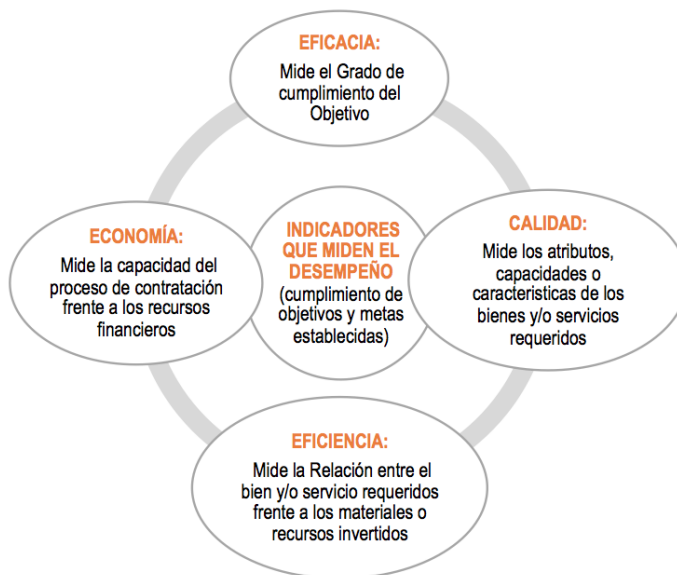 EFICACIA:
Mide el Grado de
cumplimiento del
Objetivo
ECONOMÍA:
Mide la capacidad del
proceso de contratación
frente a los recursos
financieros
INDICADORES
QUE MIDEN EL
DESEMPEÑO
(cumplimiento de
objetivos y metas
establecidas)
CALIDAD:
Mide los atributos,
capacidades o
caracteristicas de los
bienes y/o servicios
requeridos
EFICIENCIA:
Mide la Relación entre el
bien y/o servicio requeridos
frente a los materiales o
recursos invertidos